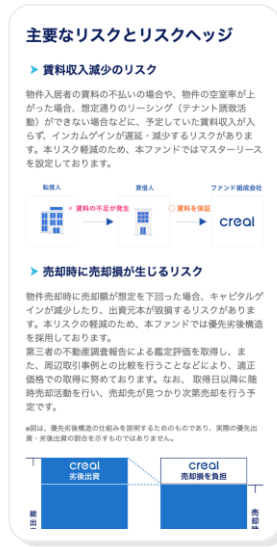 主要なリスクとリスクヘッジ
賃料収入減少のリスク
物件入居者の賃料の不払いの場合や、物件の空室率が上
がった場合、想定通りのリーシング（テナント誘致活
動）ができない場合などに、予定していた賃料収入が入
らず、インカムゲインが遅延・減少するリスクがありま
す。本リスク軽減のため、本ファンドではマスターリース
を設定しております。
転借人 賃借人 ファンド組成会社
× 賃料の不足が発生 〇 賃料を保証 creal
売却時に売却損が生じるリスク
物件売却時に売却額が想定を下回った場合、キャピタルゲ
インが減少したり、出資元本が毀損するリスクがありま
す。本リスクの軽減のため、本ファンドでは優先劣後構造
を採用しております。
第三者の不動産調査報告による鑑定評価を取得し、ま
た、周辺取引事例との比較を行うことなどにより、適正
価格での取得に努めております。なお、 取得日以降に随
時売却活動を行い、売却先が見つかり次第売却を行う予
定です。
※図は、優先劣後構造の仕組みを説明するためのものであり、実際の優先出
資・劣後出資の割合を示すものではありません。
creal creal
劣後出資 売却損を負担
総出
売却時